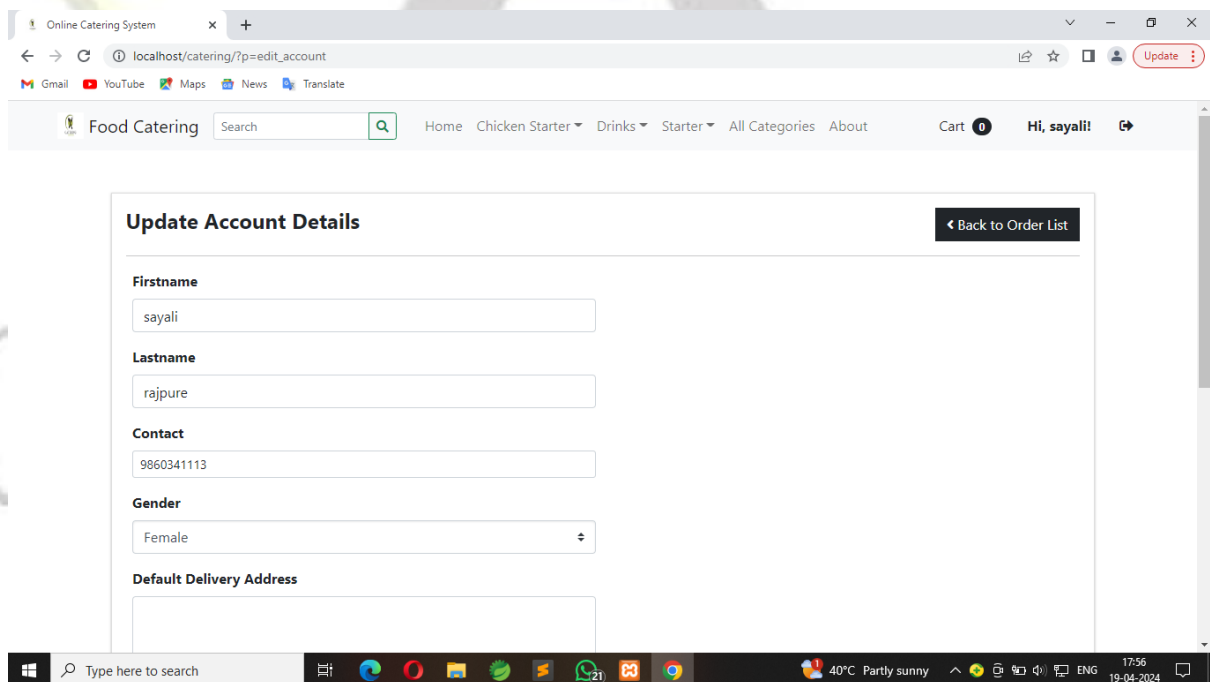 Online Catering System
localhost/catering/?p=edit_account
Update
Gmail YouTube Maps News Translate
Food Catering Search Home Chicken Starter Drinks Starter All Categories About Cart 0 Hi, sayali!
Update Account Details
Back to Order List
Firstname
sayali
Lastname
rajpure
Contact
9860341113
Gender
Female
Default Delivery Address
Type here to search 21 1 40°C Partly sunny ENG 17:56
19-04-2024